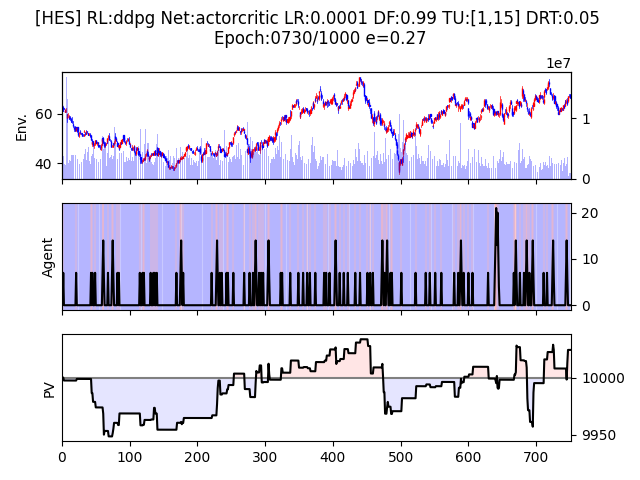 [HES] RL:ddpg Net:actorcritic LR:0.0001 DF:0.99 TU:[1,15] DRT:0.05
Epoch:0730/1000 e=0.27
1e7
Env.
60
40
1
0
Agent
20
10
0
PV
10000
9950
0 100 200 300 400 500 600 700